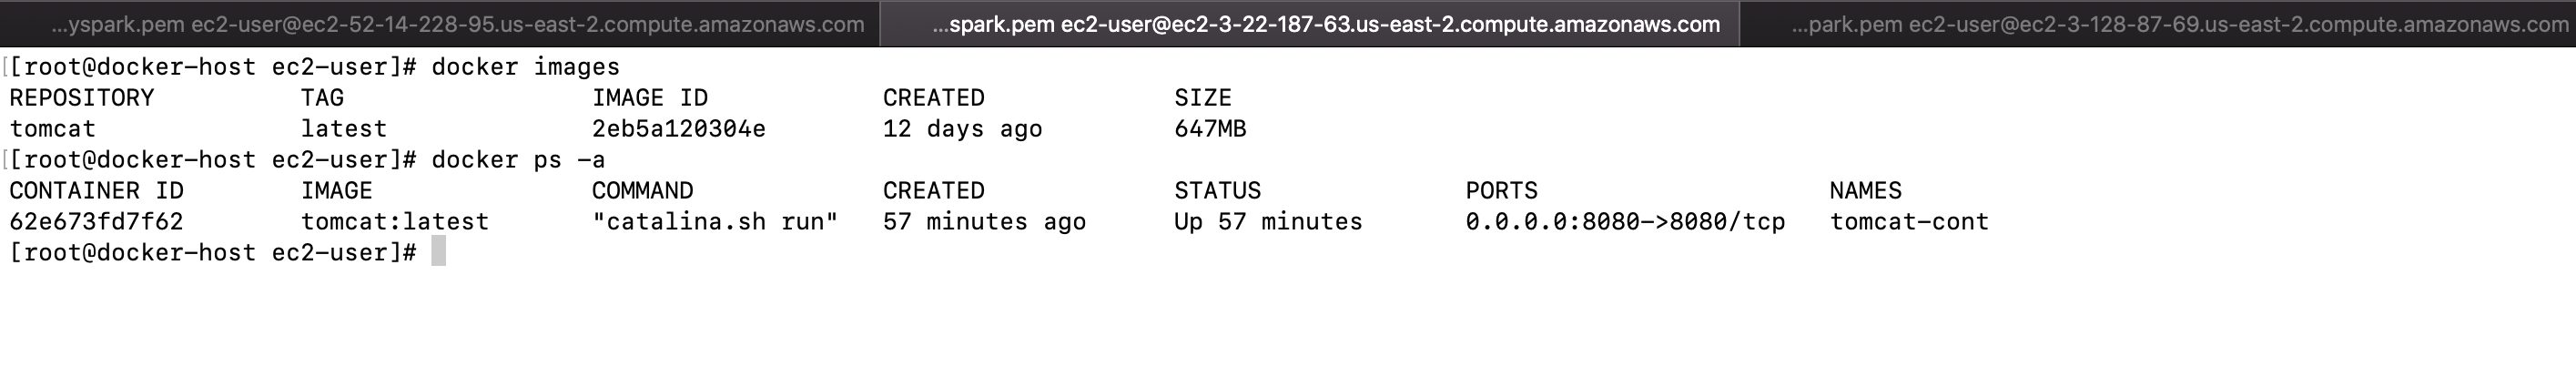 ...yspark.pem ec2-user@ec2-52-14-228-95.us-east-2.compute.amazonaws.com ...spark.pem ec2-user@ec2-3-22-187-63.us-east-2.compute.amazonaws.com ...park.pem ec2-user@ec2-3-128-87-69.us-east-2.compute.amazonaws.com
[[root@docker-host ec2-user]# docker images
REPOSITORY TAG IMAGE ID CREATED SIZE
tomcat latest 2eb5a120304e 12 days ago 647MB
[[root@docker-host ec2-user]# docker ps -a
CONTAINER ID IMAGE COMMAND CREATED STATUS PORTS NAMES
62e673fd7f62 tomcat:latest "catalina.sh run" 57 minutes ago Up 57 minutes 0.0.0.0:8080->8080/tcp tomcat-cont
[root@docker-host ec2-user]#